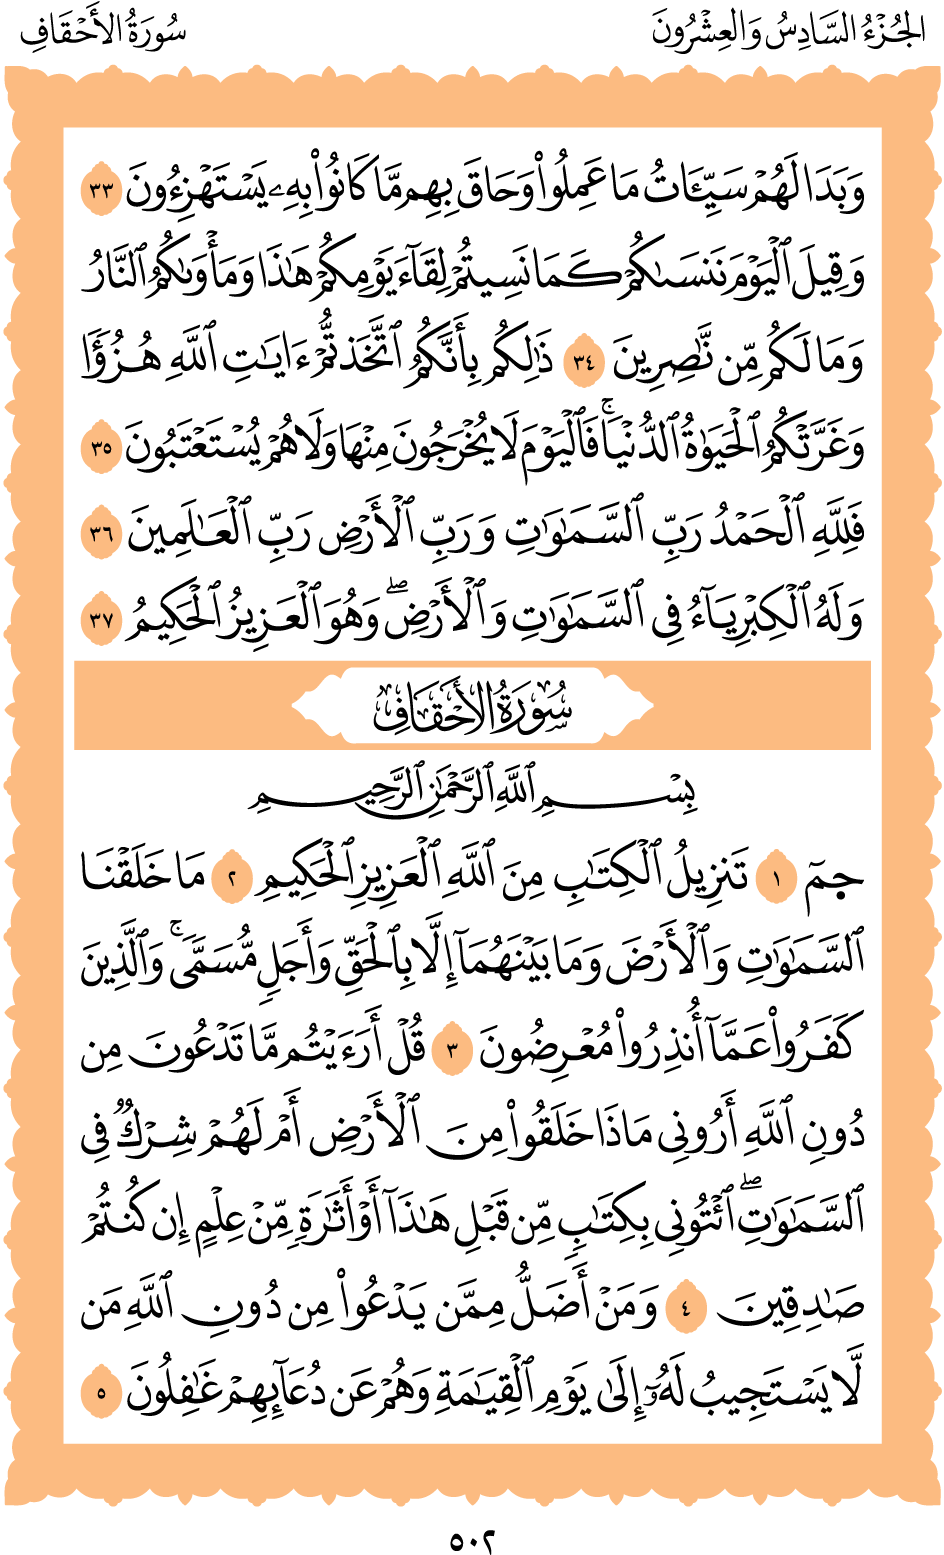 الجُزْءُ السَّادِسُ وَالعِشْرُونَ
سُورَةُ الأَحْقَافِ
وَبَدَا لَهُمْ سَيِّـَٔاتُ مَا عَمِلُوا۟ وَحَاقَ بِهِم مَّا كَانُوا۟ بِهِۦ يَسْتَهْزِءُونَ ٣٣
وَقِيلَ ٱلْيَوْمَ نَنسَىٰكُمْ كَمَا نَسِيتُمْ لِقَآءَ يَوْمِكُمْ هَٰذَا وَمَأْوَىٰكُمُ ٱلنَّارُ
وَمَا لَكُم مِّن نَّٰصِرِينَ ٣٤ ذَٰلِكُم بِأَنَّكُمُ ٱتَّخَذتُّمْ ءَايَٰتِ ٱللَّهِ هُزُوًا
وَغَرَّتْكُمُ ٱلْحَيَوٰةُ ٱلدُّنْيَا ۚ فَٱلْيَوْمَ لَا يُخْرَجُونَ مِنْهَا وَلَا هُمْ يُسْتَعْتَبُونَ ٣٥
فَلِلَّهِ ٱلْحَمْدُ رَبِّ ٱلسَّمَٰوَٰتِ وَرَبِّ ٱلْأَرْضِ رَبِّ ٱلْعَٰلَمِينَ ٣٦
وَلَهُ ٱلْكِبْرِيَآءُ فِى ٱلسَّمَٰوَٰتِ وَٱلْأَرْضِ ۖ وَهُوَ ٱلْعَزِيزُ ٱلْحَكِيمُ ٣٧
سُورَةُ الأَحْقَافِ
بِسْمِ ٱللَّهِ ٱلرَّحْمَٰنِ ٱلرَّحِيمِ
حمٓ ١ تَنزِيلُ ٱلْكِتَٰبِ مِنَ ٱللَّهِ ٱلْعَزِيزِ ٱلْحَكِيمِ ٢ مَا خَلَقْنَا
ٱلسَّمَٰوَٰتِ وَٱلْأَرْضَ وَمَا بَيْنَهُمَآ إِلَّا بِٱلْحَقِّ وَأَجَلٍ مُّسَمًّى ۚ وَٱلَّذِينَ
كَفَرُوا۟ عَمَّآ أُنذِرُوا۟ مُعْرِضُونَ ٣ قُلْ أَرَءَيْتُم مَّا تَدْعُونَ مِن
دُونِ ٱللَّهِ أَرُونِى مَاذَا خَلَقُوا۟ مِنَ ٱلْأَرْضِ أَمْ لَهُمْ شِرْكٌ فِى
ٱلسَّمَٰوَٰتِ ۖ ٱئْتُونِى بِكِتَٰبٍ مِّن قَبْلِ هَٰذَآ أَوْ أَثَٰرَةٍ مِّنْ عِلْمٍ إِن كُنتُمْ
صَٰدِقِينَ ٤ وَمَنْ أَضَلُّ مِمَّن يَدْعُوا۟ مِن دُونِ ٱللَّهِ مَن
لَّا يَسْتَجِيبُ لَهُۥٓ إِلَىٰ يَوْمِ ٱلْقِيَٰمَةِ وَهُمْ عَن دُعَآئِهِمْ غَٰفِلُونَ ٥
٥٠٢